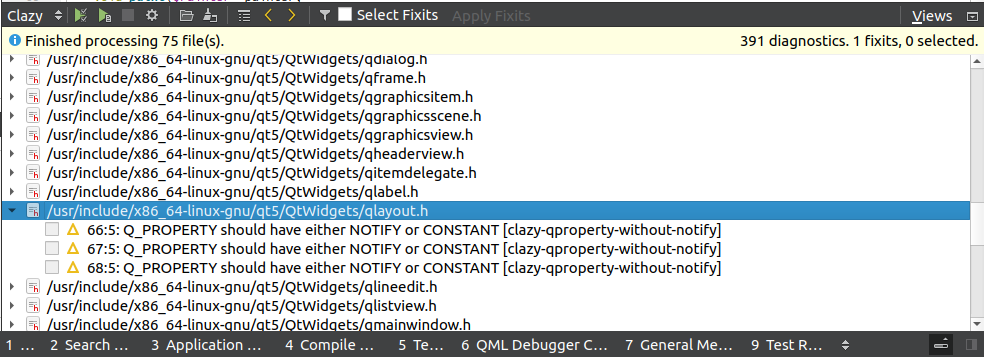 Clazy Select Fixits Apply Fixits Views
Finished processing 75 file(s). 391 diagnostics. 1 fixits, 0 selected.
/usr/include/x86_64-linux-gnu/qt5/QtWidgets/qdialog.h
/usr/include/x86_64-linux-gnu/qt5/QtWidgets/qframe.h
/usr/include/x86_64-linux-gnu/qt5/QtWidgets/qgraphicsitem.h
/usr/include/x86_64-linux-gnu/qt5/QtWidgets/qgraphicsscene.h
/usr/include/x86_64-linux-gnu/qt5/QtWidgets/qgraphicsview.h
/usr/include/x86_64-linux-gnu/qt5/QtWidgets/qheaderview.h
/usr/include/x86_64-linux-gnu/qt5/QtWidgets/qitemdelegate.h
/usr/include/x86_64-linux-gnu/qt5/QtWidgets/qlabel.h
/usr/include/x86_64-linux-gnu/qt5/QtWidgets/qlayout.h
66:5: Q_PROPERTY should have either NOTIFY or CONSTANT [clazy-qproperty-without-notify]
67:5: Q_PROPERTY should have either NOTIFY or CONSTANT [clazy-qproperty-without-notify]
68:5: Q_PROPERTY should have either NOTIFY or CONSTANT [clazy-qproperty-without-notify]
/usr/include/x86_64-linux-gnu/qt5/QtWidgets/qlineedit.h
/usr/include/x86_64-linux-gnu/qt5/QtWidgets/qlistview.h
/usr/include/x86_64-linux-gnu/qt5/QtWidgets/qmainwindow.h
1 ... 2 Search ... 3 Application ... 4 Compile ... 5 Te... 6 QML Debugger C... 7 General Me... 9 Test R...